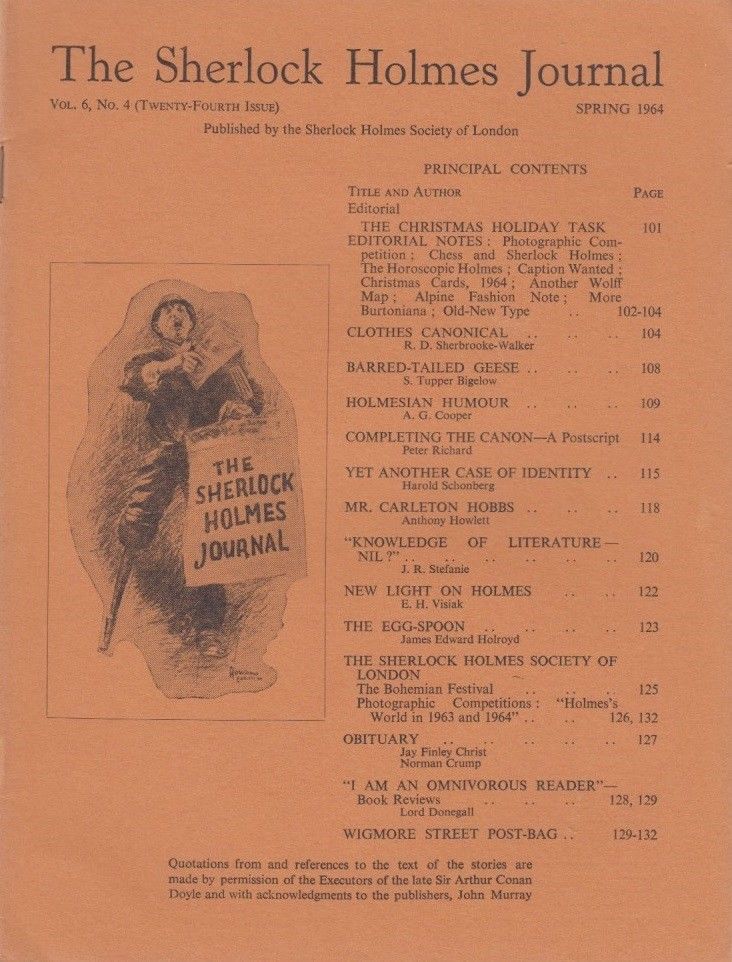 The Sherlock Holmes Journal
VOL. 6, NO. 4 (TWENTY-FOURTH ISSUE) SPRING 1964
Published by the Sherlock Holmes Society of London
PRINCIPAL CONTENTS
TITLE AND AUTHOR PAGE
Editorial
THE CHRISTMAS HOLIDAY TASK 101
EDITORIAL NOTES : Photographic Com-
petition ; Chess and Sherlock Holmes ;
The Horoscopic Holmes ; Caption Wanted ;
Christmas Cards, 1964 ; Another Wolff
Map ; Alpine Fashion Note ; More
Burtoniana ; Old-New Type .. 102-104
CLOTHES CANONICAL .. .. .. 104
R. D. Sherbrooke-Walker
BARRED-TAILED GEESE .. .. .. 108
S. Tupper Bigelow
HOLMESIAN HUMOUR .. .. .. 109
A. G. Cooper
COMPLETING THE CANON—A Postscript 114
Peter Richard
YET ANOTHER CASE OF IDENTITY .. 115
Harold Schonberg
MR. CARLETON HOBBS .. .. .. 118
Anthony Howlett
"KNOWLEDGE OF LITERATURE—
NIL ?" .. .. .. .. .. .. 120
J. R. Stefanie
NEW LIGHT ON HOLMES .. .. 122
E. H. Visiak
THE EGG-SPOON .. .. .. .. 123
James Edward Holroyd
THE SHERLOCK HOLMES SOCIETY OF
LONDON
The Bohemian Festival .. .. .. 125
Photographic Competitions : "Holmes's
World in 1963 and 1964" .. .. 126, 132
OBITUARY .. .. .. .. .. 127
Jay Finley Christ
Norman Crump
"I AM AN OMNIVOROUS READER"—
Book Reviews .. .. .. 128, 129
Lord Donegall
WIGMORE STREET POST-BAG .. 129-132
THE
SHERLOCK
HOLMES
JOURNAL
Quotations from and references to the text of the stories are
made by permission of the Executors of the late Sir Arthur Conan
Doyle and with acknowledgments to the publishers, John Murray